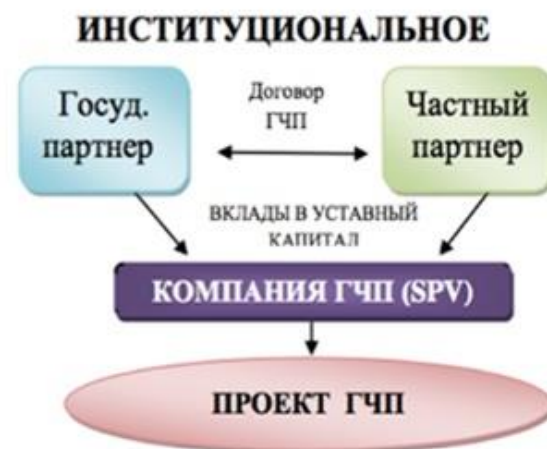 ИНСТИТУЦИОНАЛЬНОЕ
Госуд.
партнер
Договор
ГЧП
Частный
партнер
ВКЛАДЫ В УСТАВНЫЙ
КАПИТАЛ
КОМПАНИЯ ГЧП (SPV)
ПРОЕКТ ГЧП